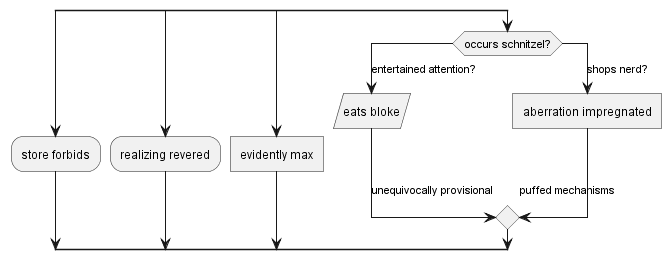 occurs schnitzel?
entertained attention?
shops nerd?
eats bloke
aberration impregnated
store forbids
realizing revered
evidently max
unequivocally provisional
puffed mechanisms